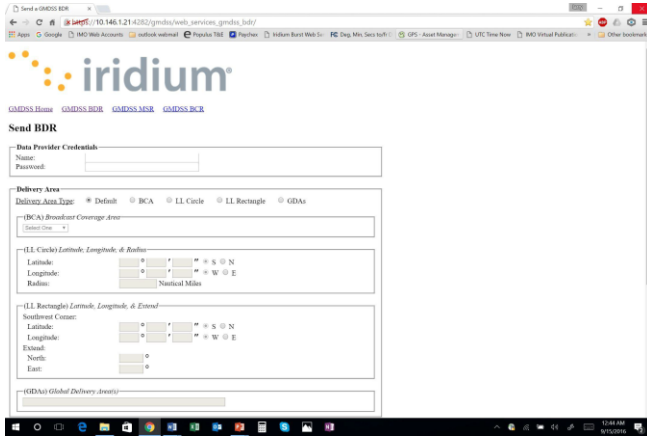 Send a GMDSS BDR
https://10.146.1.21:4282/gmdss/web_services_gmdss_bdr/
Apps Google IMO Web Accounts outlook webmail Populus T&E Paychex Iridium Burst Web Se FCC Deg, Min, Secs to/fr GPS - Asset Manager UTC Time Now IMO Virtual Publicati » Other bookmark
iridium
GMDSS Home GMDSS BDR GMDSS MSR GMDSS BCR
Send BDR
Data Provider Credentials
Name:
Password:
Delivery Area
Delivery Area Type: Default BCA LL Circle LL Rectangle GDAs
(BCA) Broadcast Coverage Area
Select One
(LL Circle) Latitude, Longitude, & Radius
Latitude: ° ' " S N
Longitude: ° ' " W E
Radius: Nautical Miles
(LL Rectangle) Latitude, Longitude, & Extend
Southwest Corner:
Latitude: ° ' " S N
Longitude: ° ' " W E
Extend:
North: °
East: °
(GDAs) Global Delivery Area(s)
12:44 AM
9/15/2016